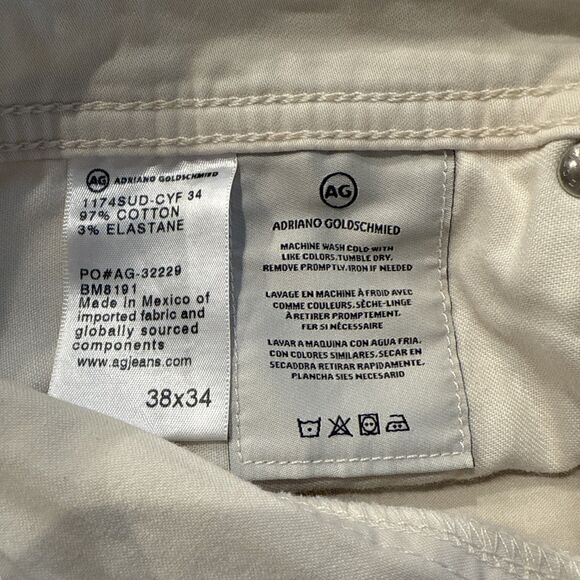 AG ADRIANO GOLDSCHMIED
1174SUD-CYF 34
97% COTTON
3% ELASTANE
PO#AG-32229
BM8191
Made in Mexico of
imported fabric and
globally sourced
components
www.agjeans.com
38x34
AG
ADRIANO GOLDSCHMIED
MACHINE WASH COLD WITH
LIKE COLORS. TUMBLE DRY.
REMOVE PROMPTLY. IRON IF NEEDED
LAVAGE EN MACHINE À FROID AVEC
COMME COULEURS. SÈCHE-LINGE
À RETIRER PROMPTEMENT.
FER SI NÉCESSAIRE
LAVAR A MAQUINA CON AGUA FRIA.
CON COLORES SIMILARES. SECAR EN
SECADORA RETIRAR RAPIDAMENTE.
PLANCHA SIES NECESARIO